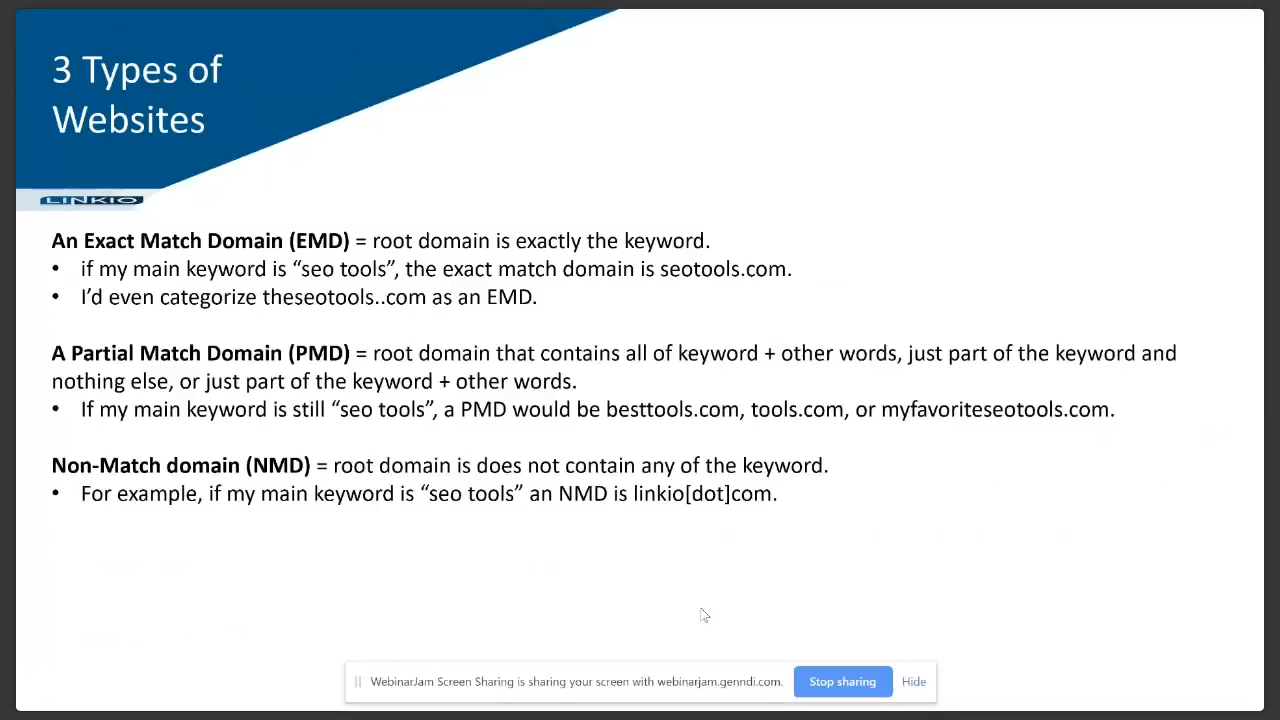 3 Types of
Websites
LINKIO
An Exact Match Domain (EMD) = root domain is exactly the keyword.
• if my main keyword is “seo tools”, the exact match domain is seotools.com.
• I’d even categorize theseotools..com as an EMD.
A Partial Match Domain (PMD) = root domain that contains all of keyword + other words, just part of the keyword and
nothing else, or just part of the keyword + other words.
• If my main keyword is still “seo tools”, a PMD would be besttools.com, tools.com, or myfavoriteseotools.com.
Non-Match domain (NMD) = root domain is does not contain any of the keyword.
• For example, if my main keyword is “seo tools” an NMD is linkio[dot]com.
WebinarJam Screen Sharing is sharing your screen with webinarjam.genndi.com. Stop sharing Hide